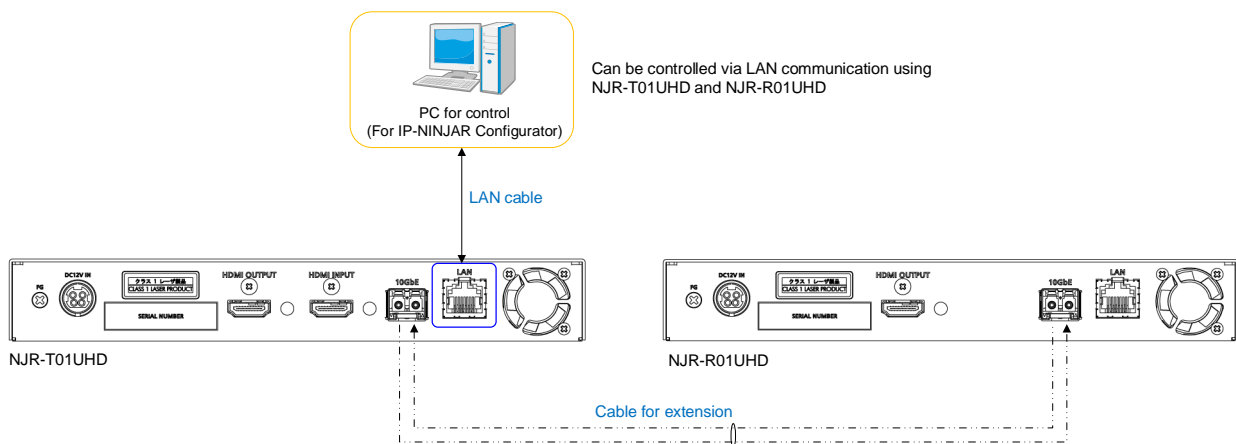 PC for control
(For IP-NINJAR Configurator)
Can be controlled via LAN communication using
NJR-T01UHD and NJR-R01UHD
LAN cable
FG
DC12V IN
クラス 1 レーザ製品
CLASS 1 LASER PRODUCT
SERIAL NUMBER
HDMI OUTPUT
HDMI INPUT
10GbE
LAN
NJR-T01UHD
FG
DC12V IN
クラス 1 レーザ製品
CLASS 1 LASER PRODUCT
SERIAL NUMBER
HDMI OUTPUT
10GbE
LAN
NJR-R01UHD
Cable for extension